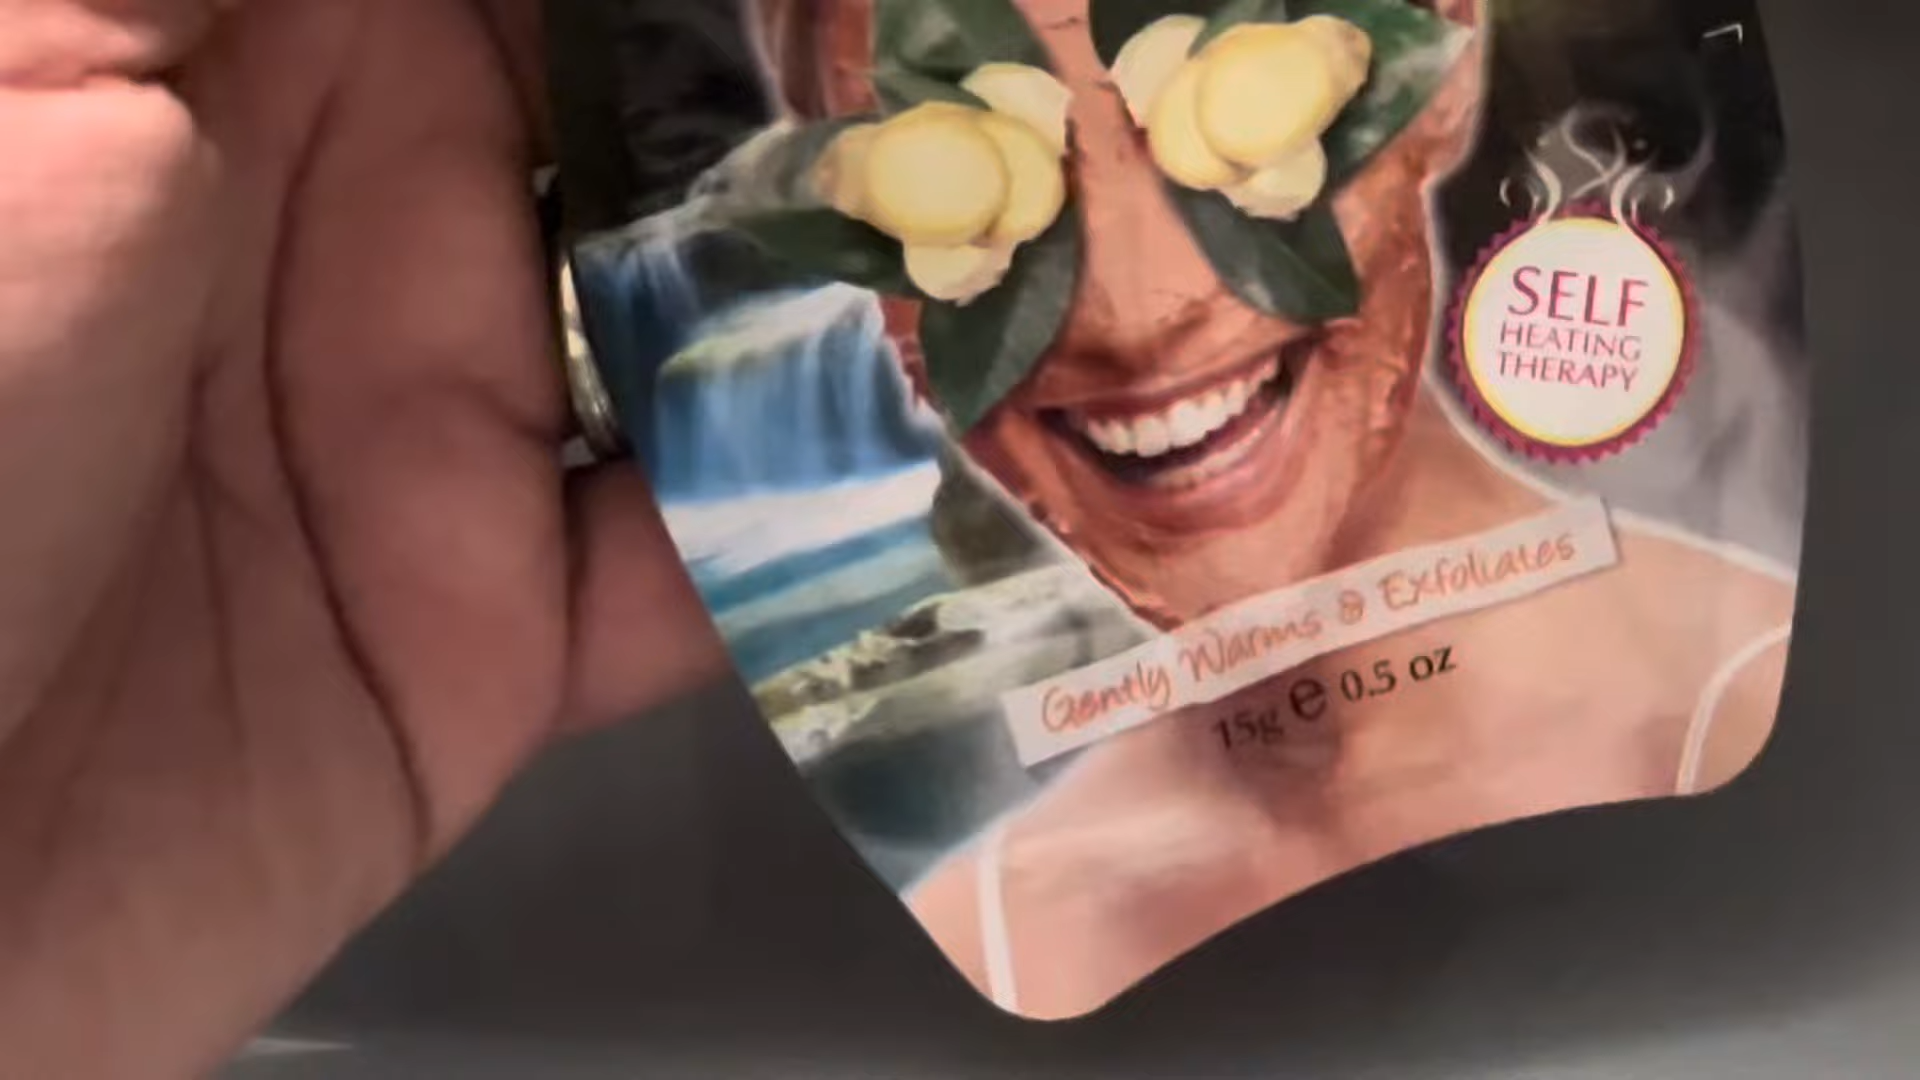 SELF
HEATING
THERAPY
Gently Warms & Exfoliates
15g e 0.5 oz